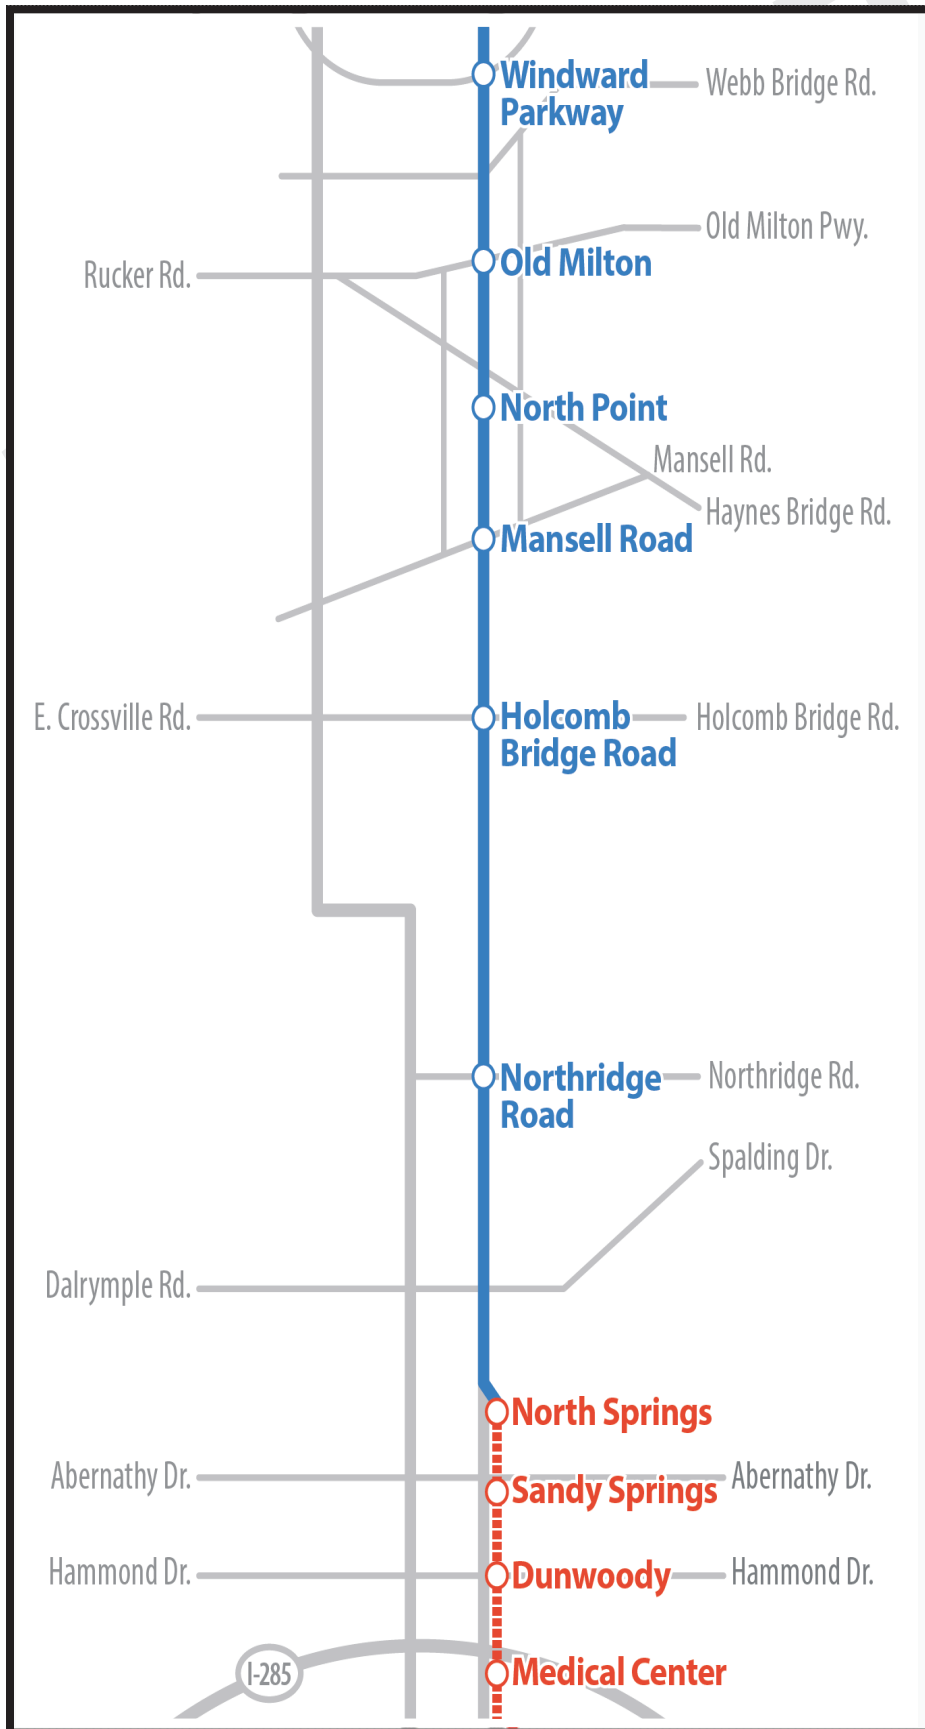 Windward
Parkway
Webb Bridge Rd.
Old Milton Pwy.
Old Milton
Rucker Rd.
North Point
Mansell Rd.
Haynes Bridge Rd.
Mansell Road
E. Crossville Rd.
Holcomb
Bridge Road
Holcomb Bridge Rd.
Northridge
Road
Northridge Rd.
Spalding Dr.
Dalrymple Rd.
North Springs
Abernathy Dr.
Sandy Springs
Abernathy Dr.
Hammond Dr.
Dunwoody
Hammond Dr.
I-285
Medical Center